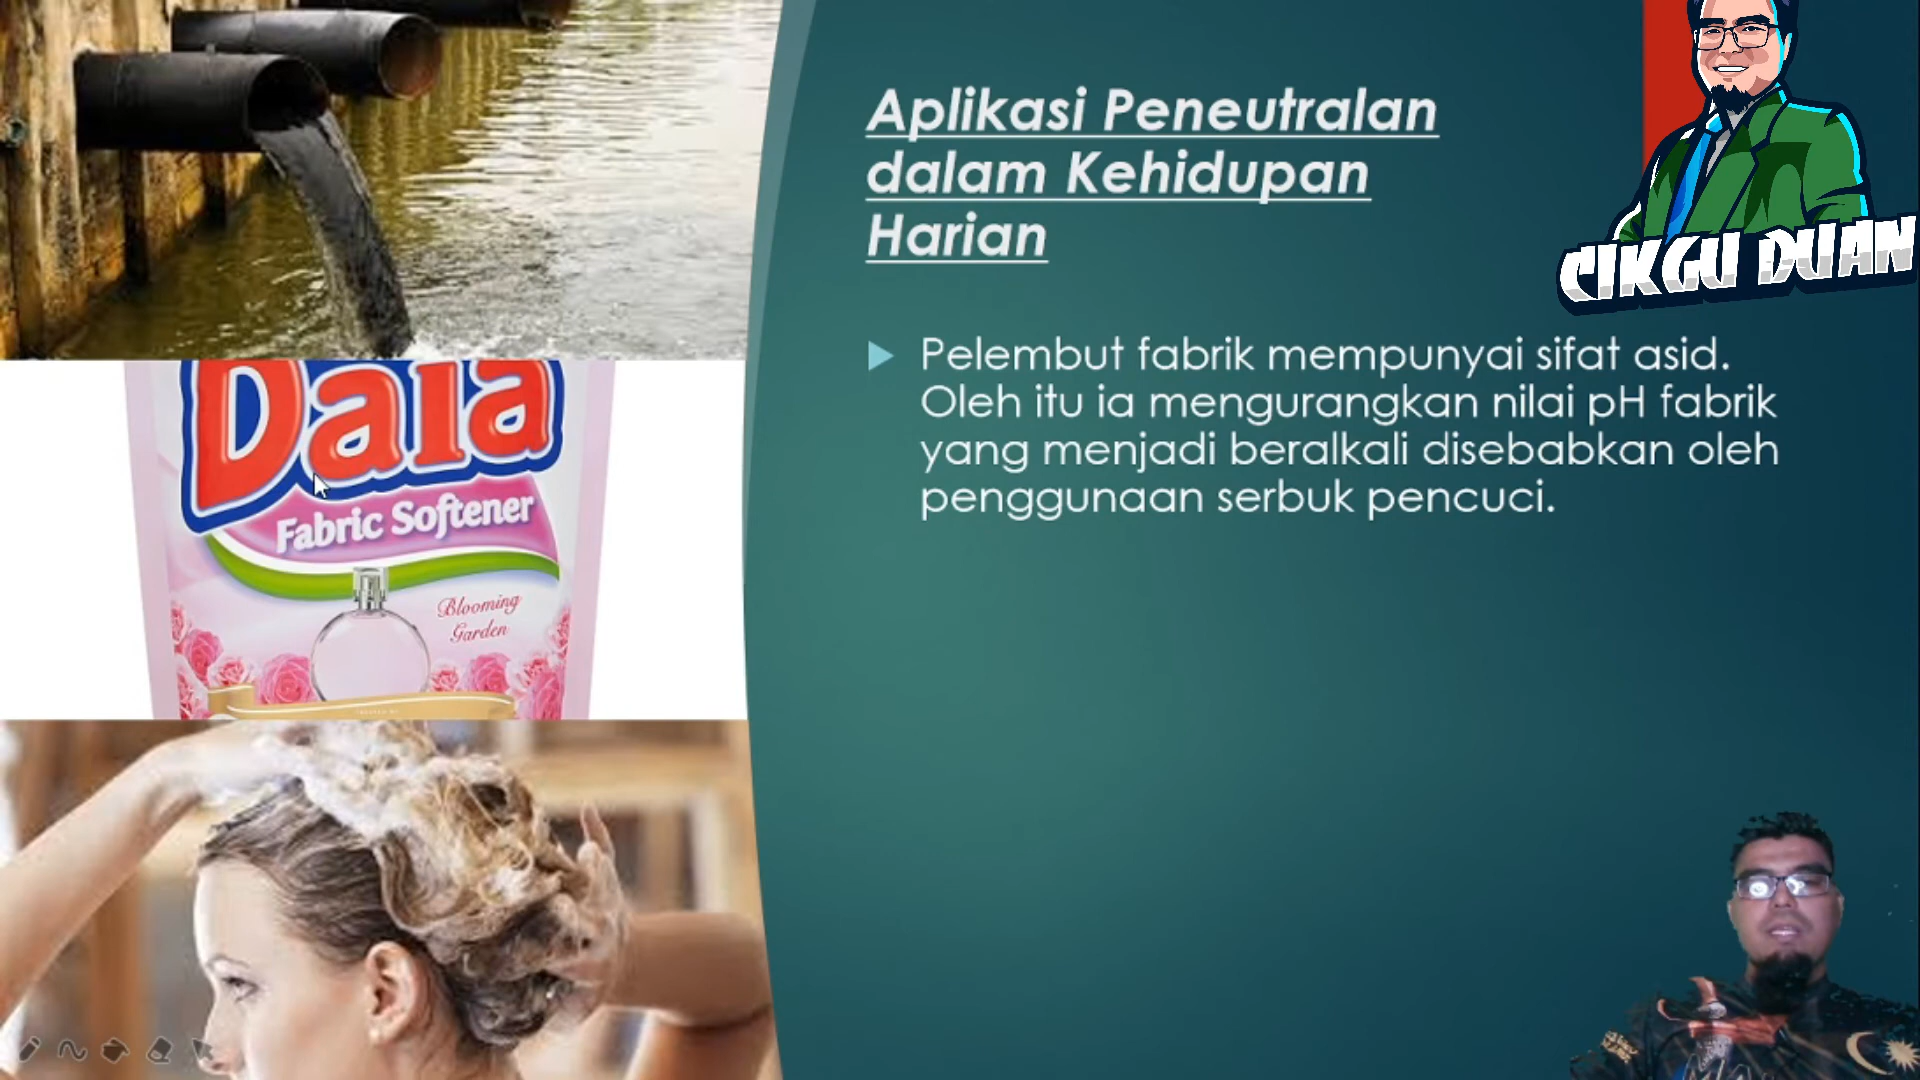 Aplikasi Peneutralan
dalam Kehidupan
Harian
CIKGU DUAN
Pelembut fabrik mempunyai sifat asid.
Oleh itu ia mengurangkan nilai pH fabrik
yang menjadi beralkali disebabkan oleh
penggunaan serbuk pencuci.
Daia
Fabric Softener
Blooming
Garden